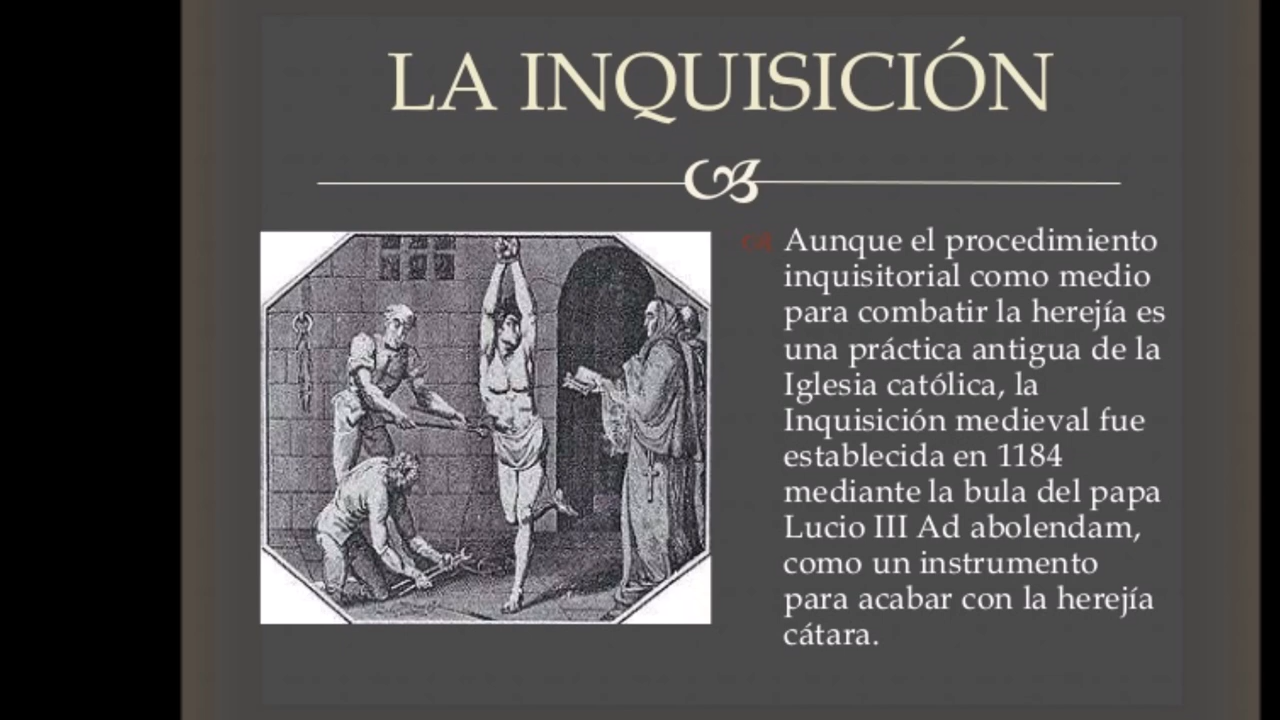 LA INQUISICIÓN
Aunque el procedimiento
inquisitorial como medio
para combatir la herejía es
una práctica antigua de la
Iglesia católica, la
Inquisición medieval fue
establecida en 1184
mediante la bula del papa
Lucio III Ad abolendam,
como un instrumento
para acabar con la herejía
cátara.